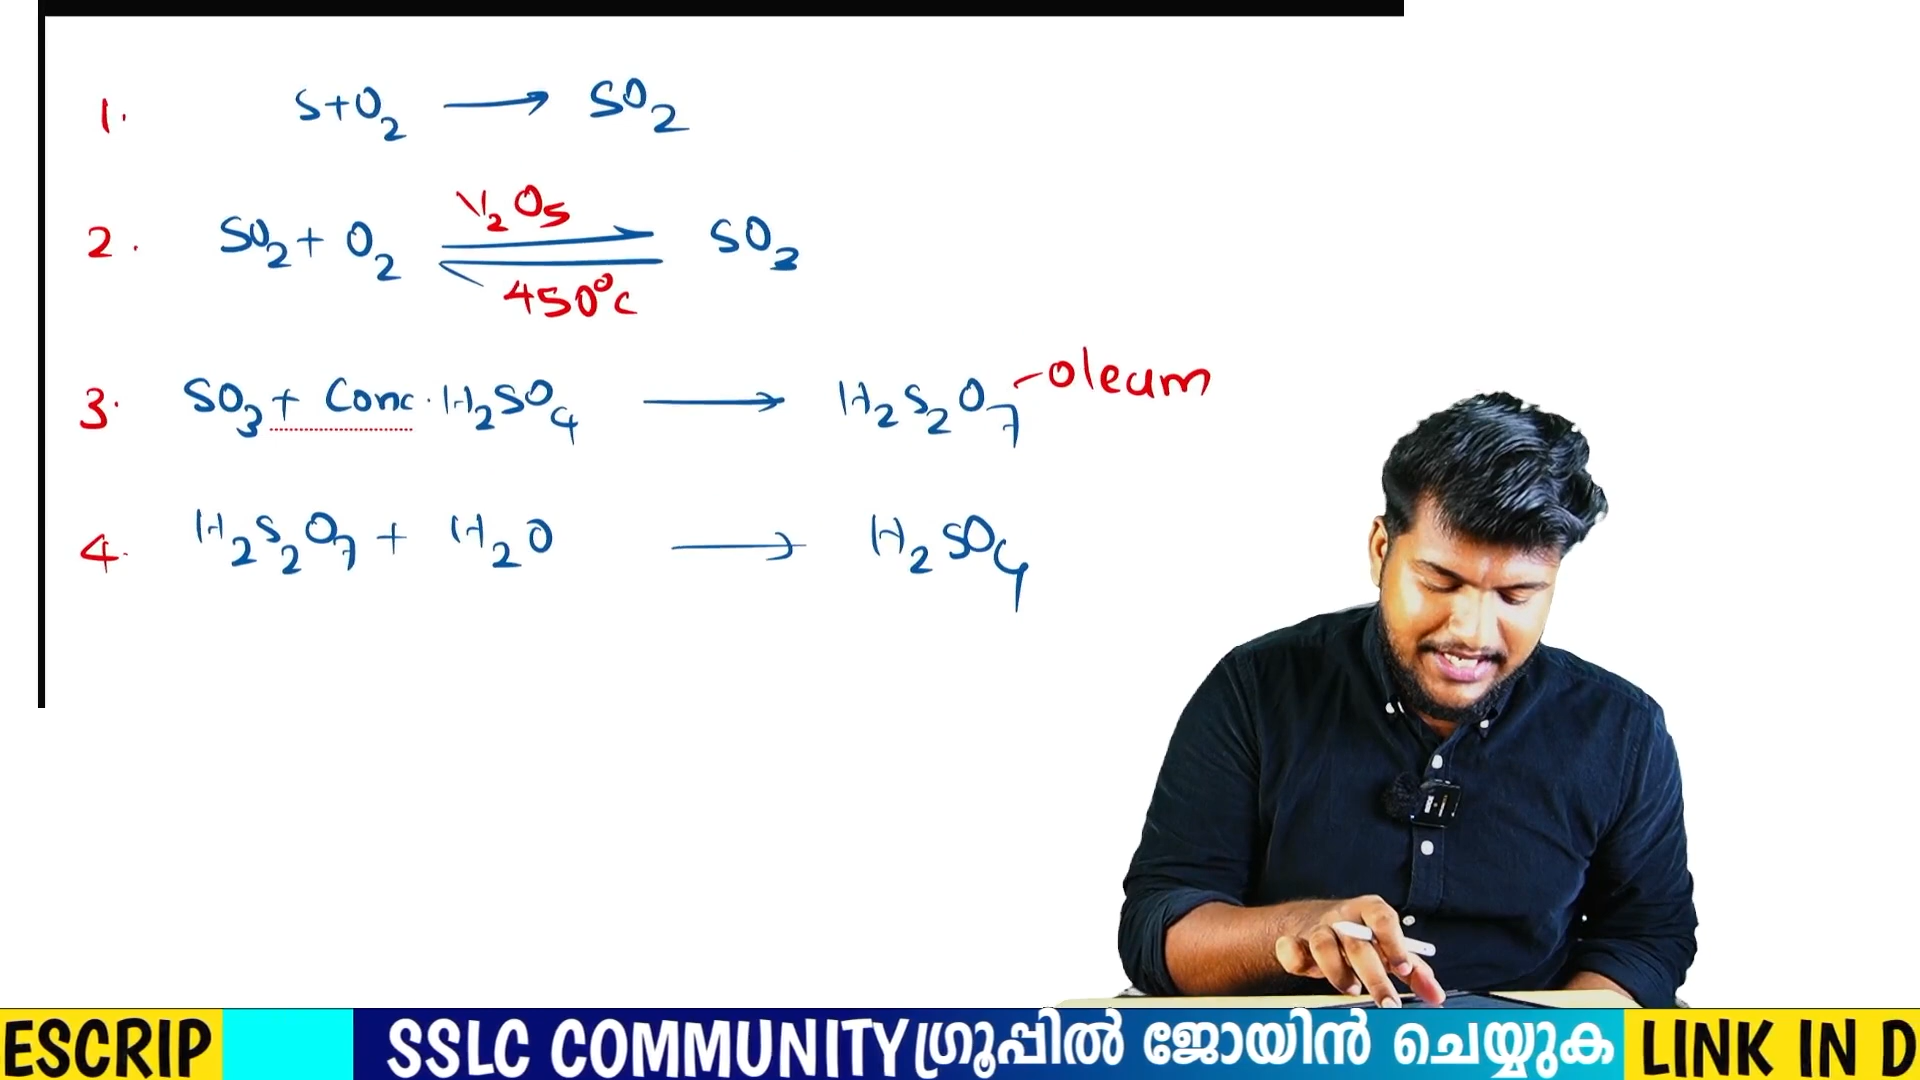 1. S+O₂ ⟶ SO₂
2. SO₂ + O₂ ⇌ SO₃
V₂O₅
450°C
3. SO₃ + Conc. H₂SO₄ ⟶ H₂S₂O₇ - oleum
4. H₂S₂O₇ + H₂O ⟶ H₂SO₄
ESCRIP SSLC COMMUNITY ഗ്രൂപ്പിൽ ജോയിൻ ചെയ്യുക LINK IN D